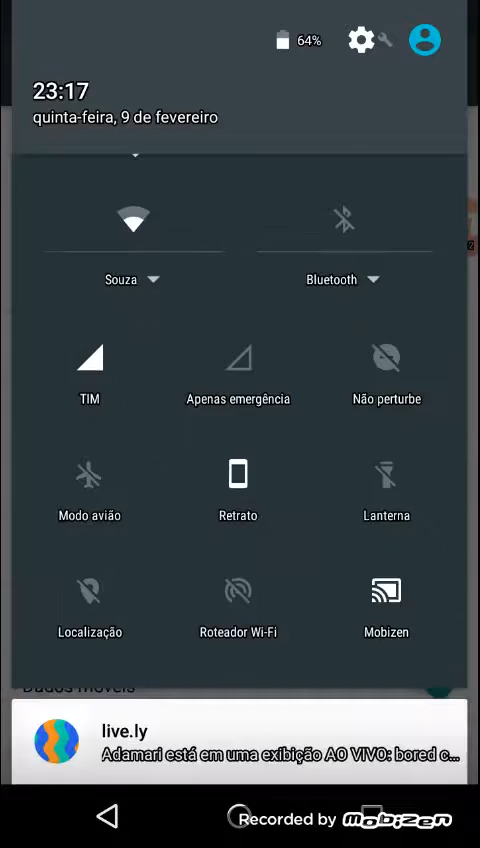 64%
23:17
quinta-feira, 9 de fevereiro
Souza
Bluetooth
TIM
Apenas emergência
Não perturbe
Modo avião
Retrato
Lanterna
Localização
Roteador Wi-Fi
Mobizen
Dados móveis
live.ly
Adamari está em uma exibição AO VIVO: bored c...
Recorded by Mobizen